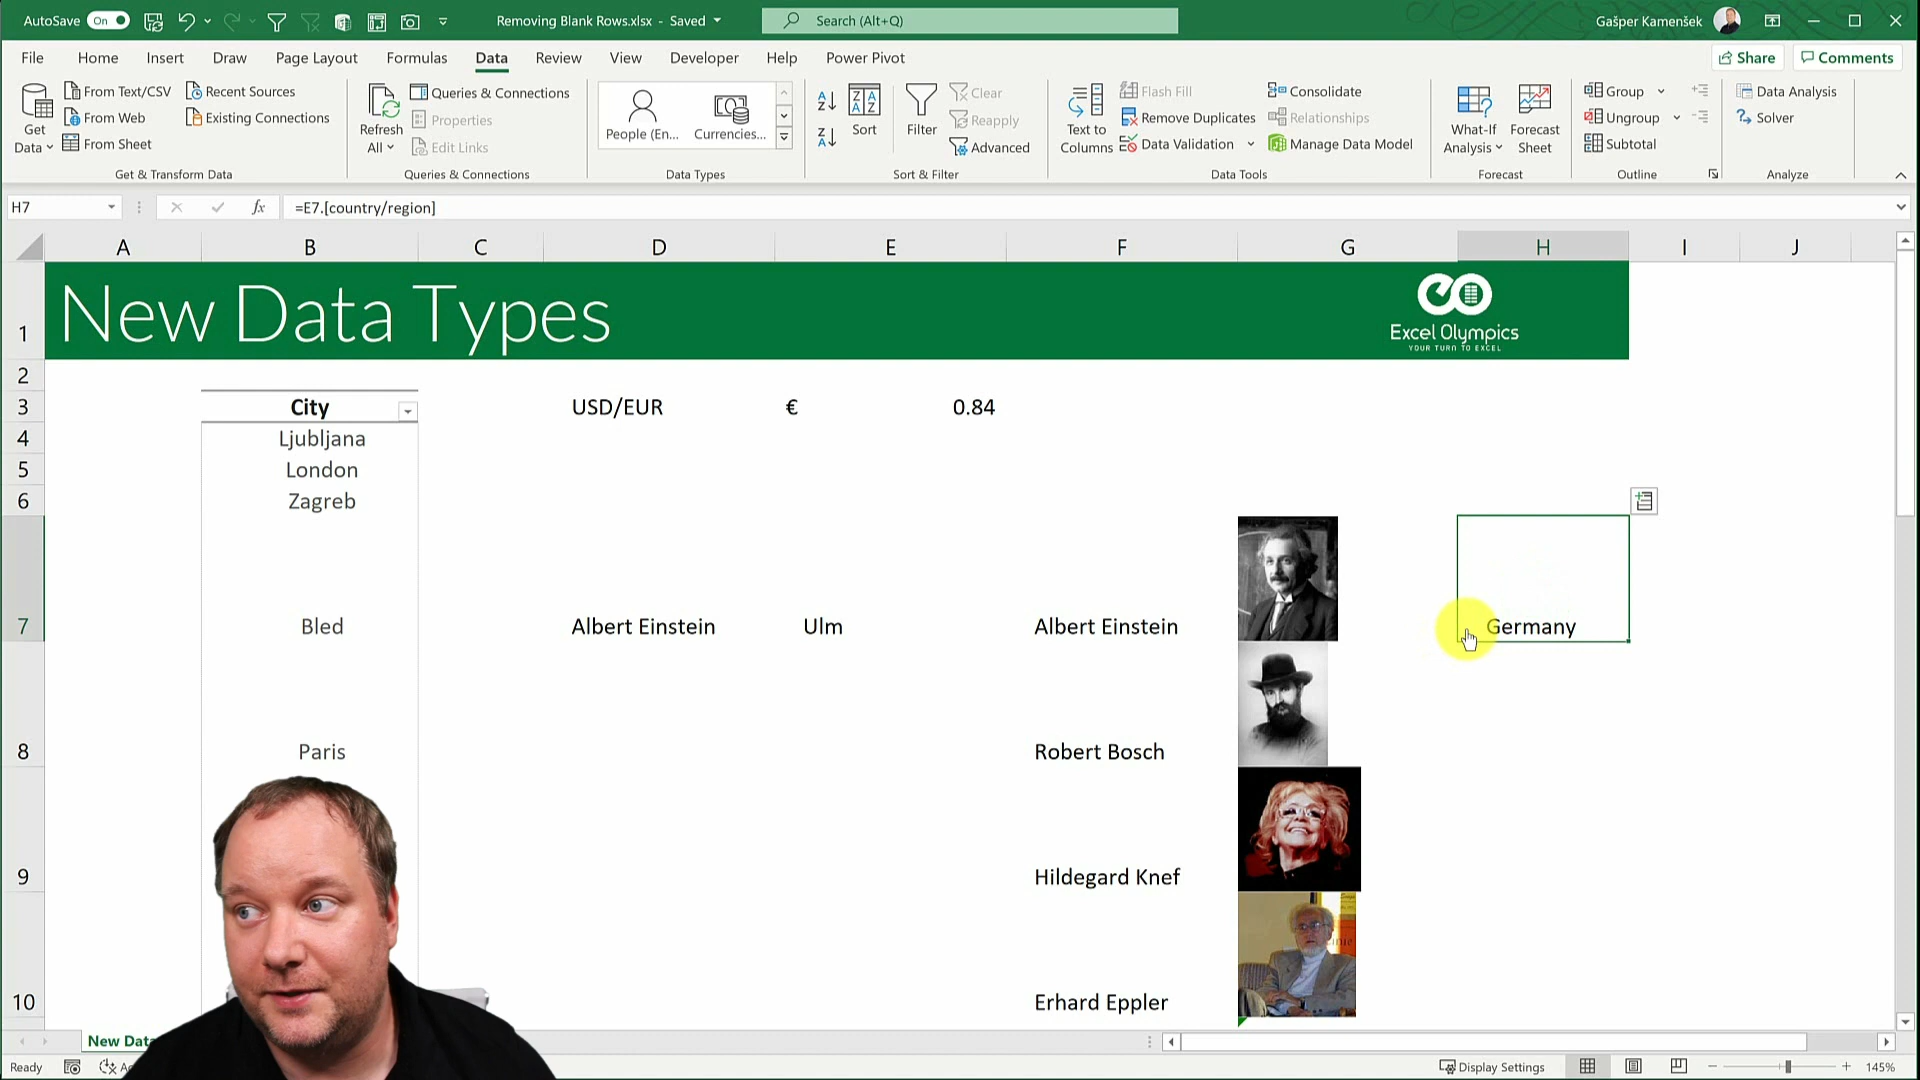 AutoSave On
Removing Blank Rows.xlsx - Saved
Search (Alt+Q)
Gašper Kamenšek
File Home Insert Draw Page Layout Formulas Data Review View Developer Help Power Pivot
Share Comments
Get Data
From Text/CSV
From Web
From Sheet
Recent Sources
Existing Connections
Get & Transform Data
Refresh All
Queries & Connections
Properties
Edit Links
Queries & Connections
People (En...
Currencies...
Data Types
Sort
Filter
Clear
Reapply
Advanced
Sort & Filter
Text to Columns
Flash Fill
Remove Duplicates
Data Validation
Consolidate
Relationships
Manage Data Model
Data Tools
What-If Analysis
Forecast Sheet
Forecast
Group
Ungroup
Subtotal
Outline
Data Analysis
Solver
Analyze
H7
fx
=E7.[country/region]
A B C D E F G H I J
1 New Data Types
Excel Olympics
YOUR TURN TO EXCEL
2
3 City USD/EUR € 0.84
4 Ljubljana
5 London
6 Zagreb
7 Bled Albert Einstein Ulm Albert Einstein Germany
8 Paris Robert Bosch
9 Hildegard Knef
10 Erhard Eppler
New Data
Ready
Display Settings
145%